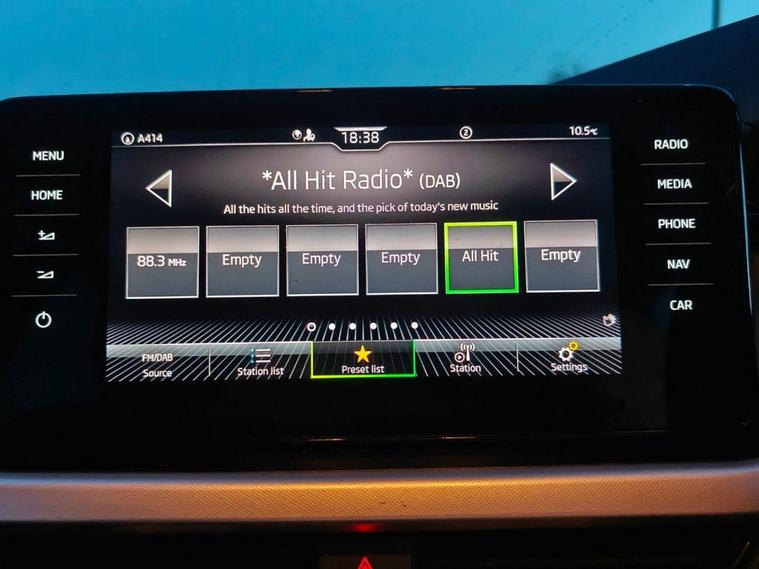 MENU
HOME
A414
18:38
2
10.5°C
*All Hit Radio* (DAB)
All the hits all the time, and the pick of today's new music
88.3 MHz
Empty
Empty
Empty
All Hit
Empty
FM/DAB
Source
Station list
Preset list
Station
Settings
RADIO
MEDIA
PHONE
NAV
CAR